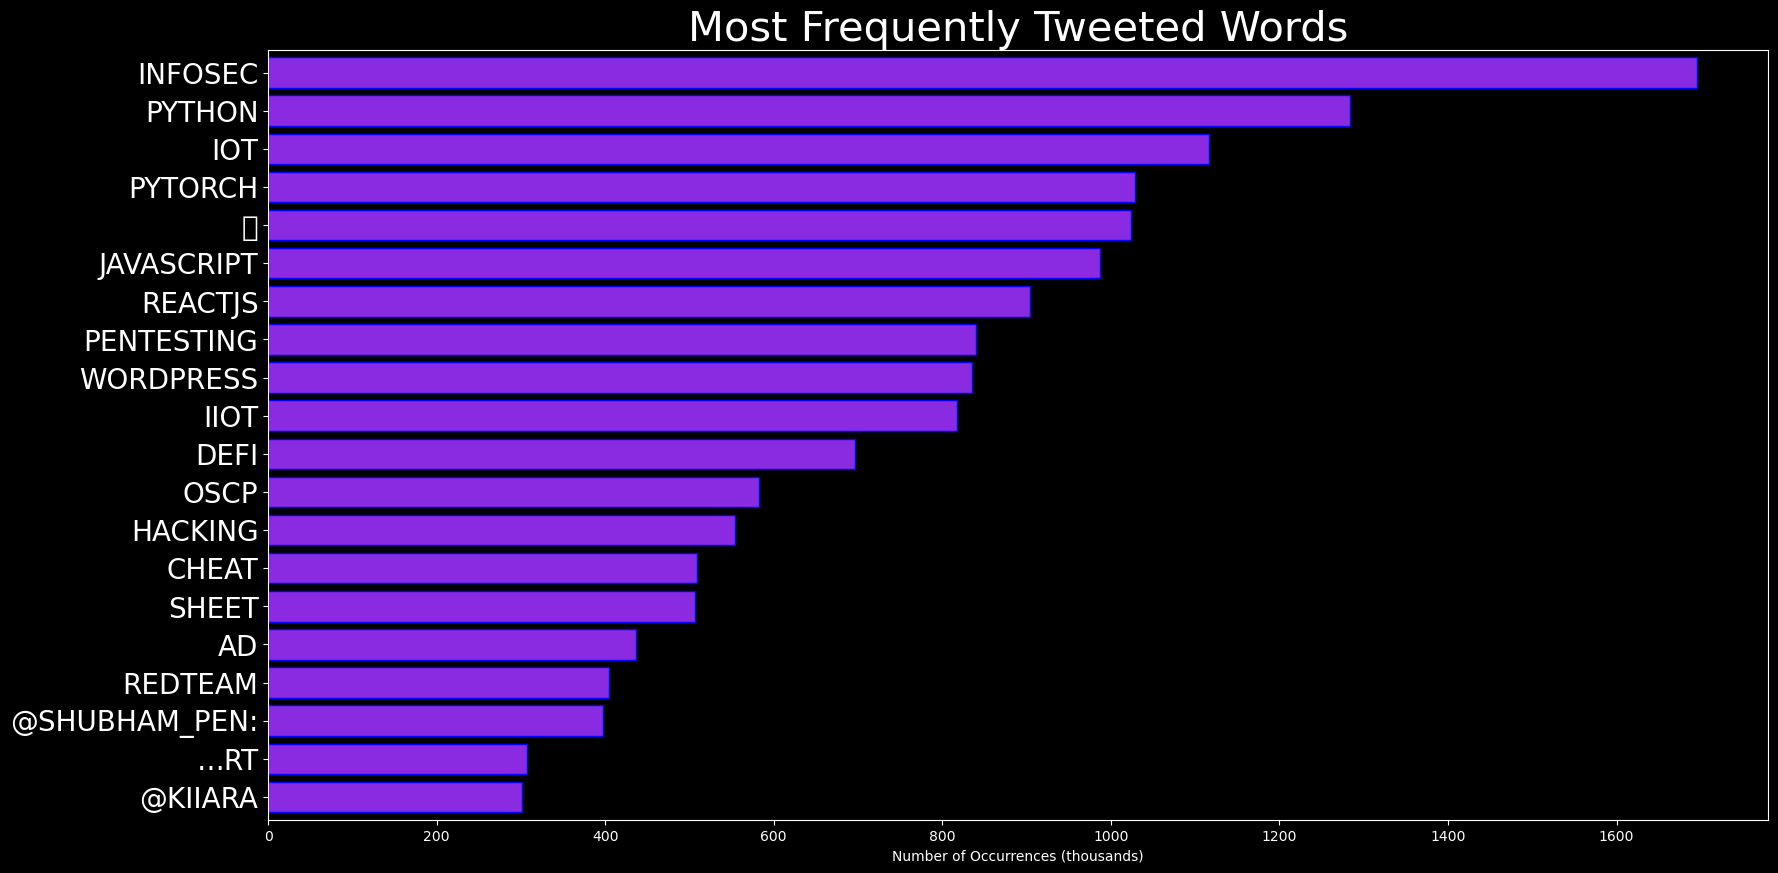 Most Frequently Tweeted Words
INFOSEC
PYTHON
IOT
PYTORCH
JAVASCRIPT
REACTJS
PENTESTING
WORDPRESS
IIOT
DEFI
OSCP
HACKING
CHEAT
SHEET
AD
REDTEAM
@SHUBHAM_PEN:
…RT
@KIIARA
0 200 400 600 800 1000 1200 1400 1600
Number of Occurrences (thousands)